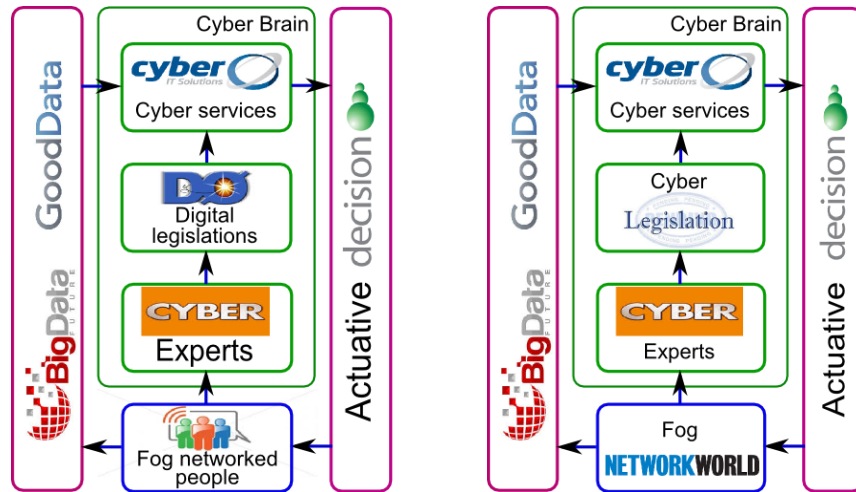 Cyber Brain
GoodData
BigData
FUTURE
cyber
IT Solutions
Cyber services
DO
Digital
legislations
CYBER
Experts
Fog networked
people
Actuative decision
Cyber Brain
GoodData
BigData
FUTURE
cyber
IT Solutions
Cyber services
Cyber
Legislation
CYBER
Experts
Fog
NETWORKWORLD
Actuative decision